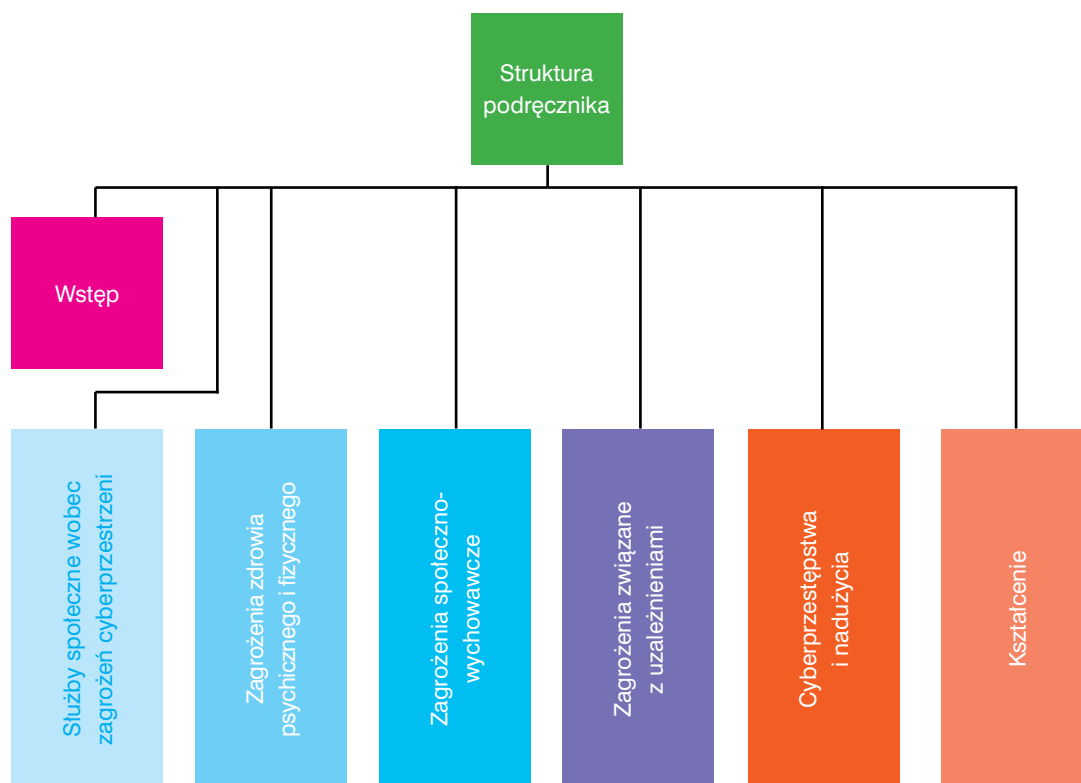 Struktura
podręcznika
Wstęp
Służby społeczne wobec
zagrożeń cyberprzestrzeni
Zagrożenia zdrowia
psychicznego i fizycznego
Zagrożenia społeczno-
wychowawcze
Zagrożenia związane
z uzależnieniami
Cyberprzestępstwa
i nadużycia
Kształcenie